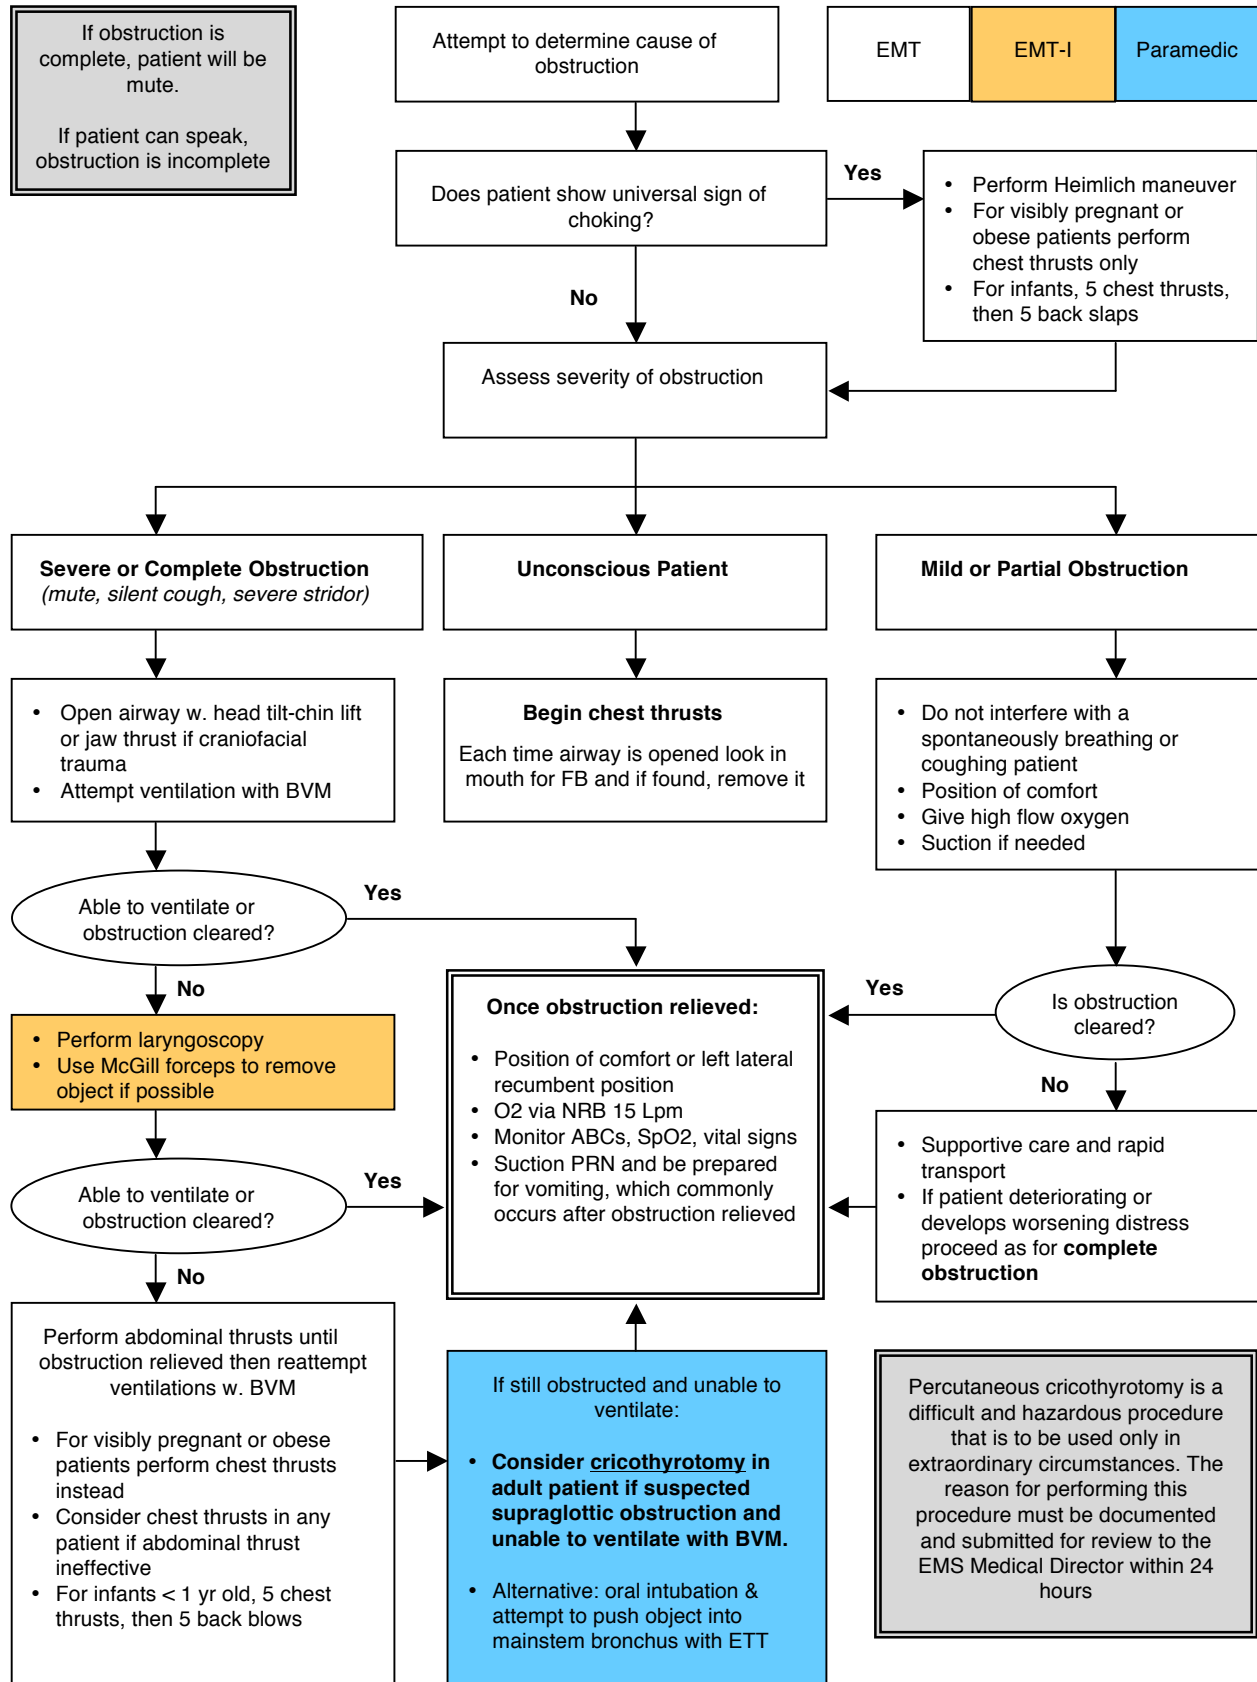 If obstruction is
complete, patient will be
mute.
If patient can speak,
obstruction is incomplete
Attempt to determine cause of
obstruction
EMT
EMT-I
Paramedic
Does patient show universal sign of
choking?
Yes
• Perform Heimlich maneuver
• For visibly pregnant or
obese patients perform
chest thrusts only
• For infants, 5 chest thrusts,
then 5 back slaps
No
Assess severity of obstruction
Severe or Complete Obstruction
(mute, silent cough, severe stridor)
Unconscious Patient
Mild or Partial Obstruction
• Open airway w. head tilt-chin lift
or jaw thrust if craniofacial
trauma
• Attempt ventilation with BVM
Begin chest thrusts
Each time airway is opened look in
mouth for FB and if found, remove it
• Do not interfere with a
spontaneously breathing or
coughing patient
• Position of comfort
• Give high flow oxygen
• Suction if needed
Able to ventilate or
obstruction cleared?
Yes
No
• Perform laryngoscopy
• Use McGill forceps to remove
object if possible
Able to ventilate or
obstruction cleared?
Yes
No
Once obstruction relieved:
• Position of comfort or left lateral
recumbent position
• O2 via NRB 15 Lpm
• Monitor ABCs, SpO2, vital signs
• Suction PRN and be prepared
for vomiting, which commonly
occurs after obstruction relieved
Yes
Is obstruction
cleared?
No
• Supportive care and rapid
transport
• If patient deteriorating or
develops worsening distress
proceed as for complete
obstruction
Perform abdominal thrusts until
obstruction relieved then reattempt
ventilations w. BVM
• For visibly pregnant or obese
patients perform chest thrusts
instead
• Consider chest thrusts in any
patient if abdominal thrust
ineffective
• For infants < 1 yr old, 5 chest
thrusts, then 5 back blows
If still obstructed and unable to
ventilate:
• Consider cricothyrotomy in
adult patient if suspected
supraglottic obstruction and
unable to ventilate with BVM.
• Alternative: oral intubation &
attempt to push object into
mainstem bronchus with ETT
Percutaneous cricothyrotomy is a
difficult and hazardous procedure
that is to be used only in
extraordinary circumstances. The
reason for performing this
procedure must be documented
and submitted for review to the
EMS Medical Director within 24
hours